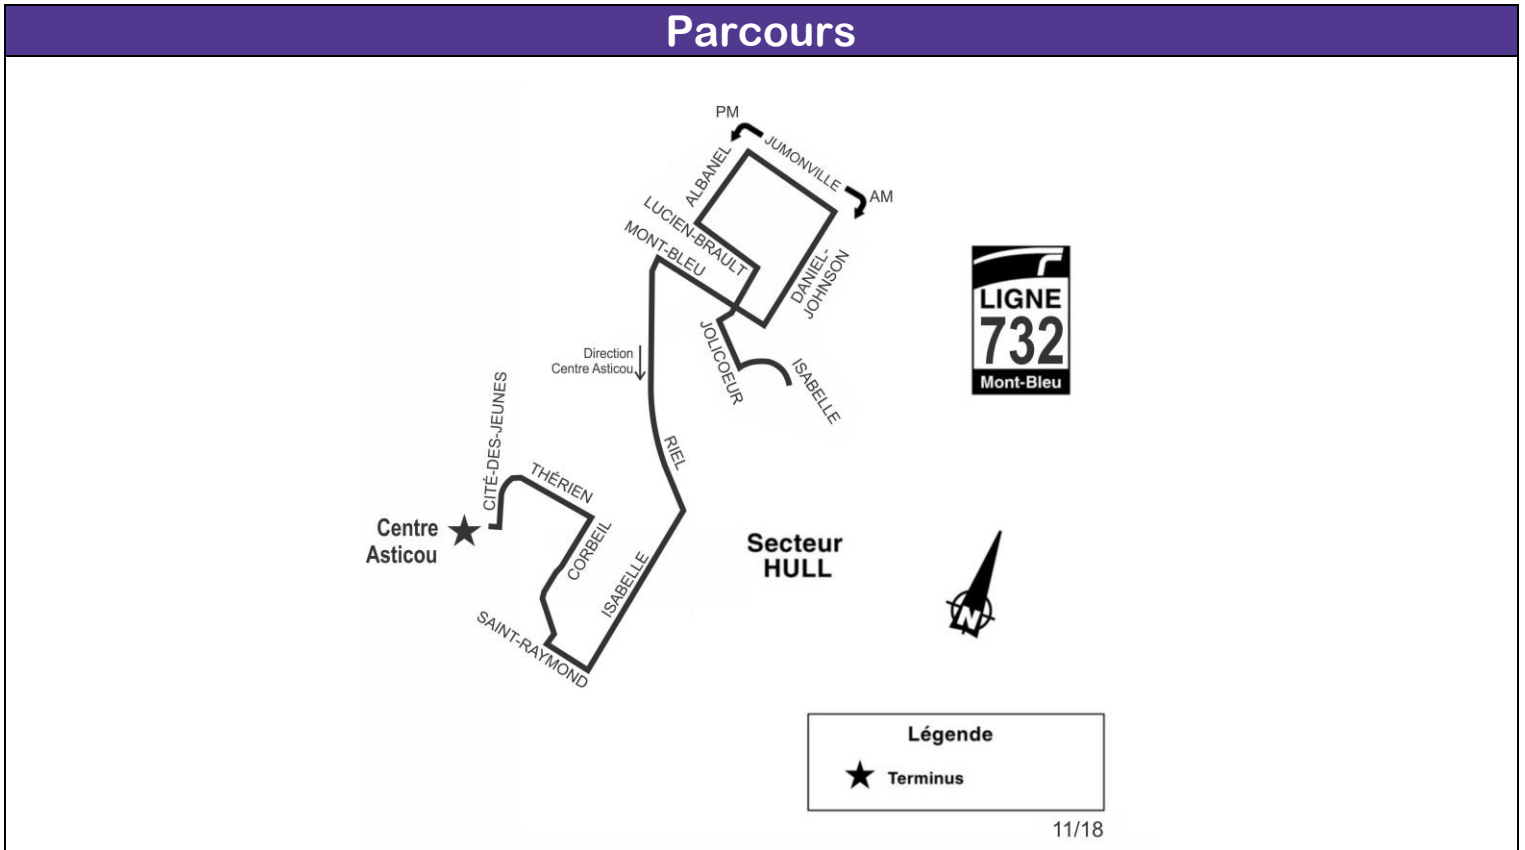 Parcours
PM
JUMONVILLE
AM
ALBANEL
LUCIEN-BRAULT
MONT-BLEU
DANIEL-
JOHNSON
JOLICOEUR
ISABELLE
Direction
Centre Asticou
RIEL
CITÉ-DES-JEUNES
THÉRIEN
CORBEIL
ISABELLE
SAINT-RAYMOND
Centre
Asticou
LIGNE
732
Mont-Bleu
Secteur
HULL
N
Légende
Terminus
11/18